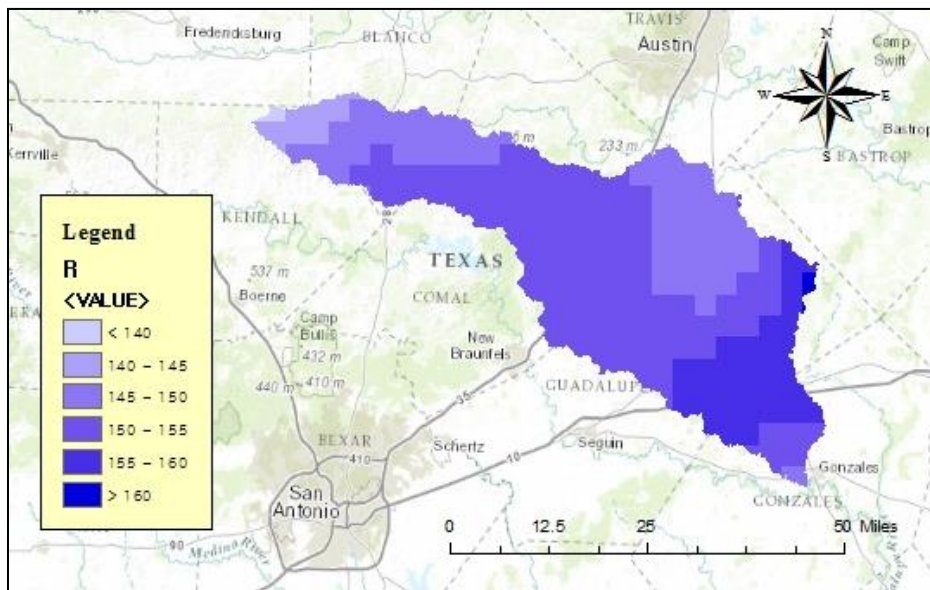 TRAVIS
Fredericksburg
BLANCO
Austin
Camp
Swift
N
W
E
S
Bastrop
BASTROP
Kerrville
233 m
KENDALL
28
Legend
R
<VALUE>
< 140
140 - 145
145 - 150
150 - 155
155 - 160
> 160
537 m
Boerne
TEXAS
COMAL
Camp
Bullis
432 m
440 m
410 m
New
Braunfels
35
GUADALUPE
BEXAR
410
Schertz
10
Seguin
Gonzales
GONZALES
San
Antonio
90
Medina River
0
12.5
25
50 Miles